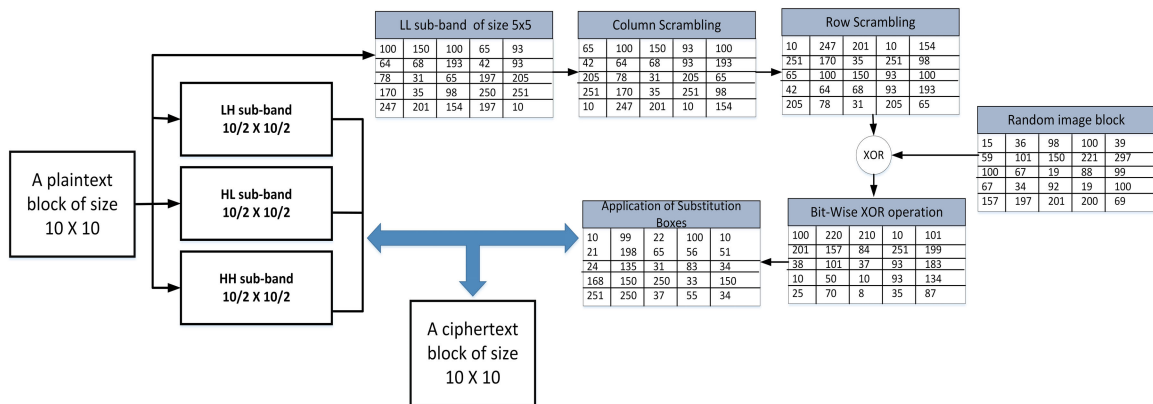 LL sub-band of size 5x5
100 150 100 65 93
64 68 193 42 93
78 31 65 197 205
170 35 98 250 251
247 201 154 197 10
Column Scrambling
65 100 150 93 100
42 64 68 93 193
205 78 31 205 65
251 170 35 251 98
10 247 201 10 154
Row Scrambling
10 247 201 10 154
251 170 35 251 98
65 100 150 93 100
42 64 68 93 193
205 78 31 205 65
LH sub-band
10/2 X 10/2
HL sub-band
10/2 X 10/2
HH sub-band
10/2 X 10/2
A plaintext
block of size
10 X 10
XOR
Random image block
15 36 98 100 39
59 101 150 221 297
100 67 19 88 99
67 34 92 19 100
157 197 201 200 69
Application of Substitution
Boxes
10 99 22 100 10
21 198 65 56 51
24 135 31 83 34
168 150 250 33 150
251 250 37 55 34
Bit-Wise XOR operation
100 220 210 10 101
201 157 84 251 199
38 101 37 93 183
10 50 10 93 134
25 70 8 35 87
A ciphertext
block of size
10 X 10